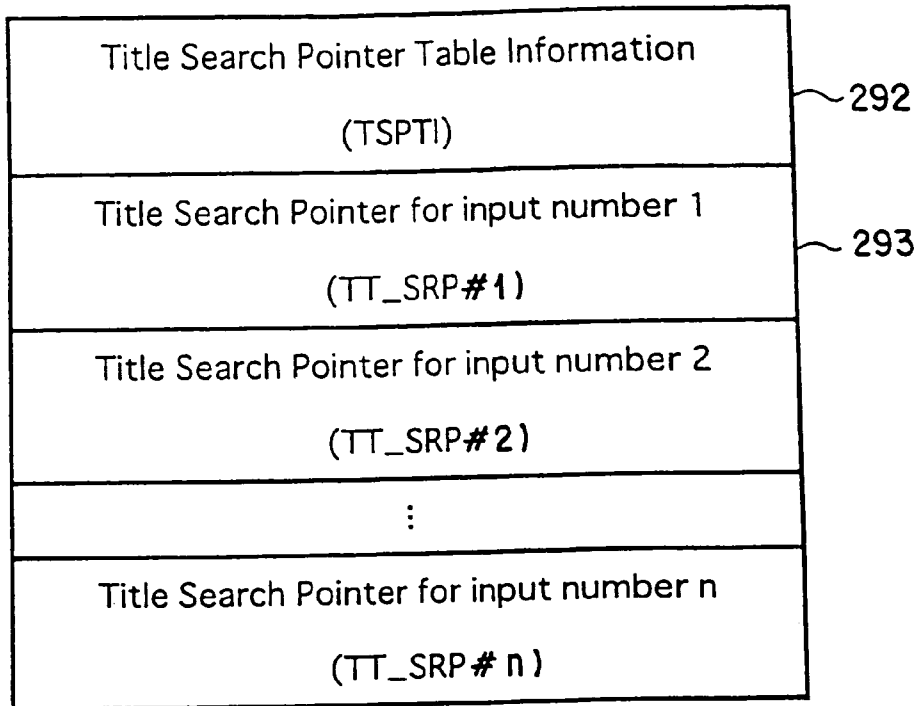 Title Search Pointer Table Information
(TSPTI)
292
Title Search Pointer for input number 1
(TT_SRP#1)
293
Title Search Pointer for input number 2
(TT_SRP#2)
⋮
Title Search Pointer for input number n
(TT_SRP#n)